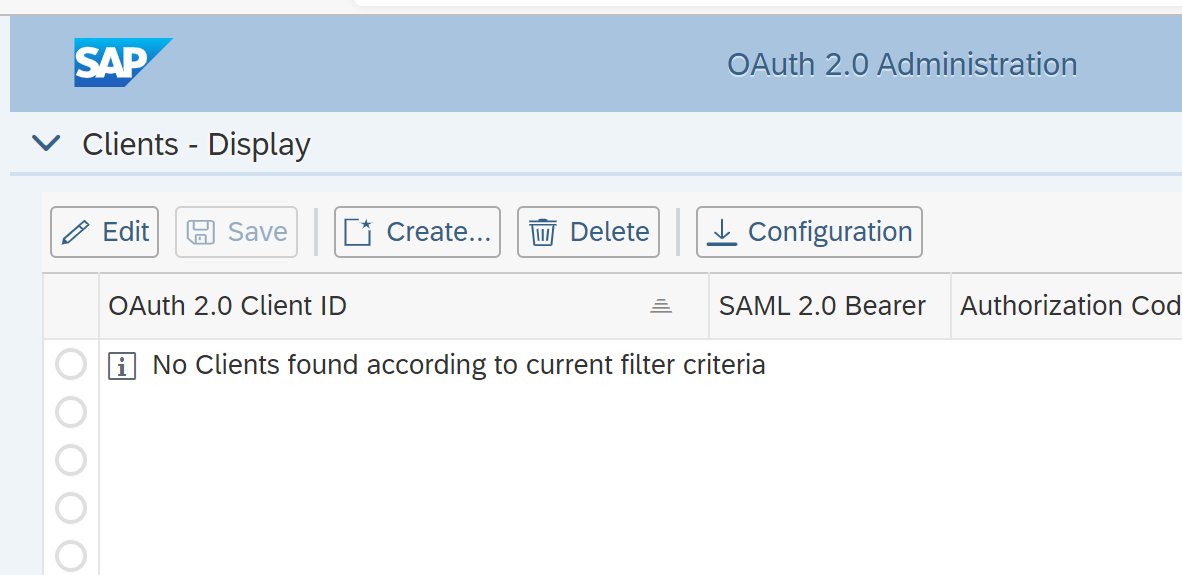 SAP
OAuth 2.0 Administration
Clients - Display
Edit Save Create... Delete Configuration
OAuth 2.0 Client ID SAML 2.0 Bearer Authorization Cod
No Clients found according to current filter criteria